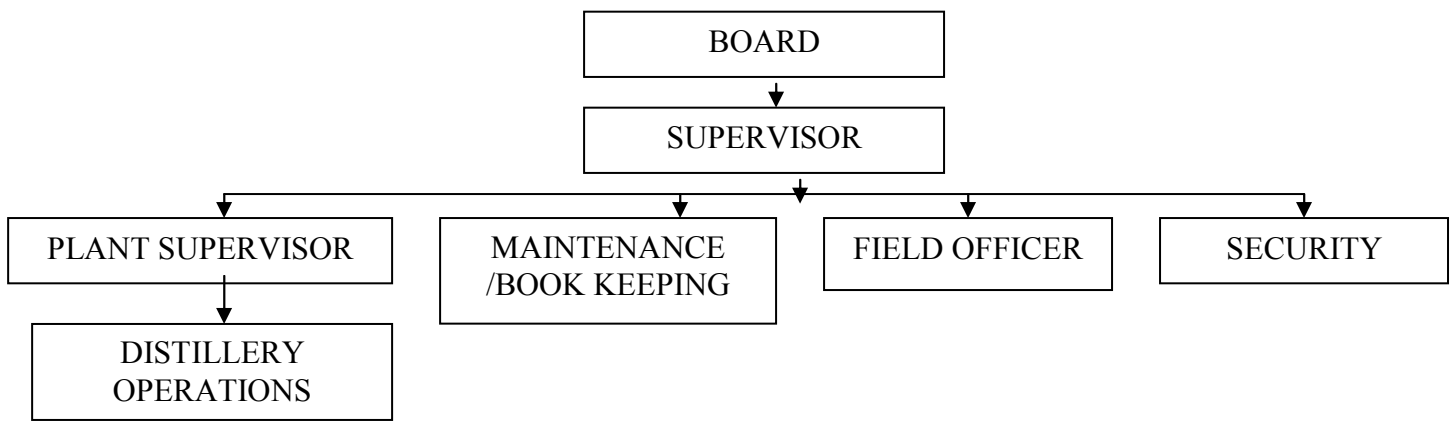 BOARD
SUPERVISOR
PLANT SUPERVISOR
MAINTENANCE
/BOOK KEEPING
FIELD OFFICER
SECURITY
DISTILLERY
OPERATIONS